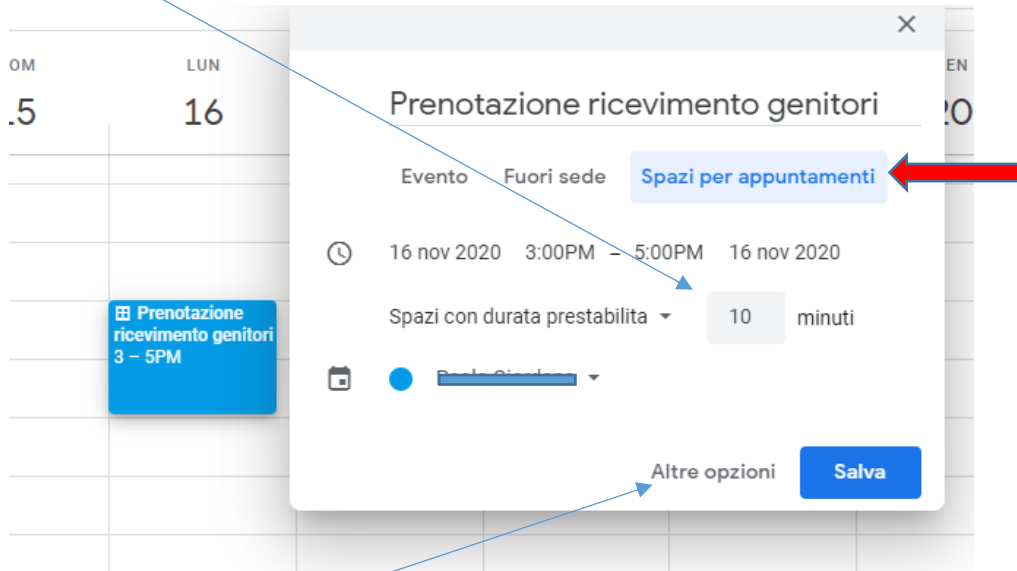 OM LUN EN
.5 16 20
Prenotazione ricevimento genitori
Evento Fuori sede Spazi per appuntamenti
16 nov 2020 3:00PM – 5:00PM 16 nov 2020
Spazi con durata prestabilita 10 minuti
Prenotazione
ricevimento genitori
3 – 5PM
Altre opzioni Salva